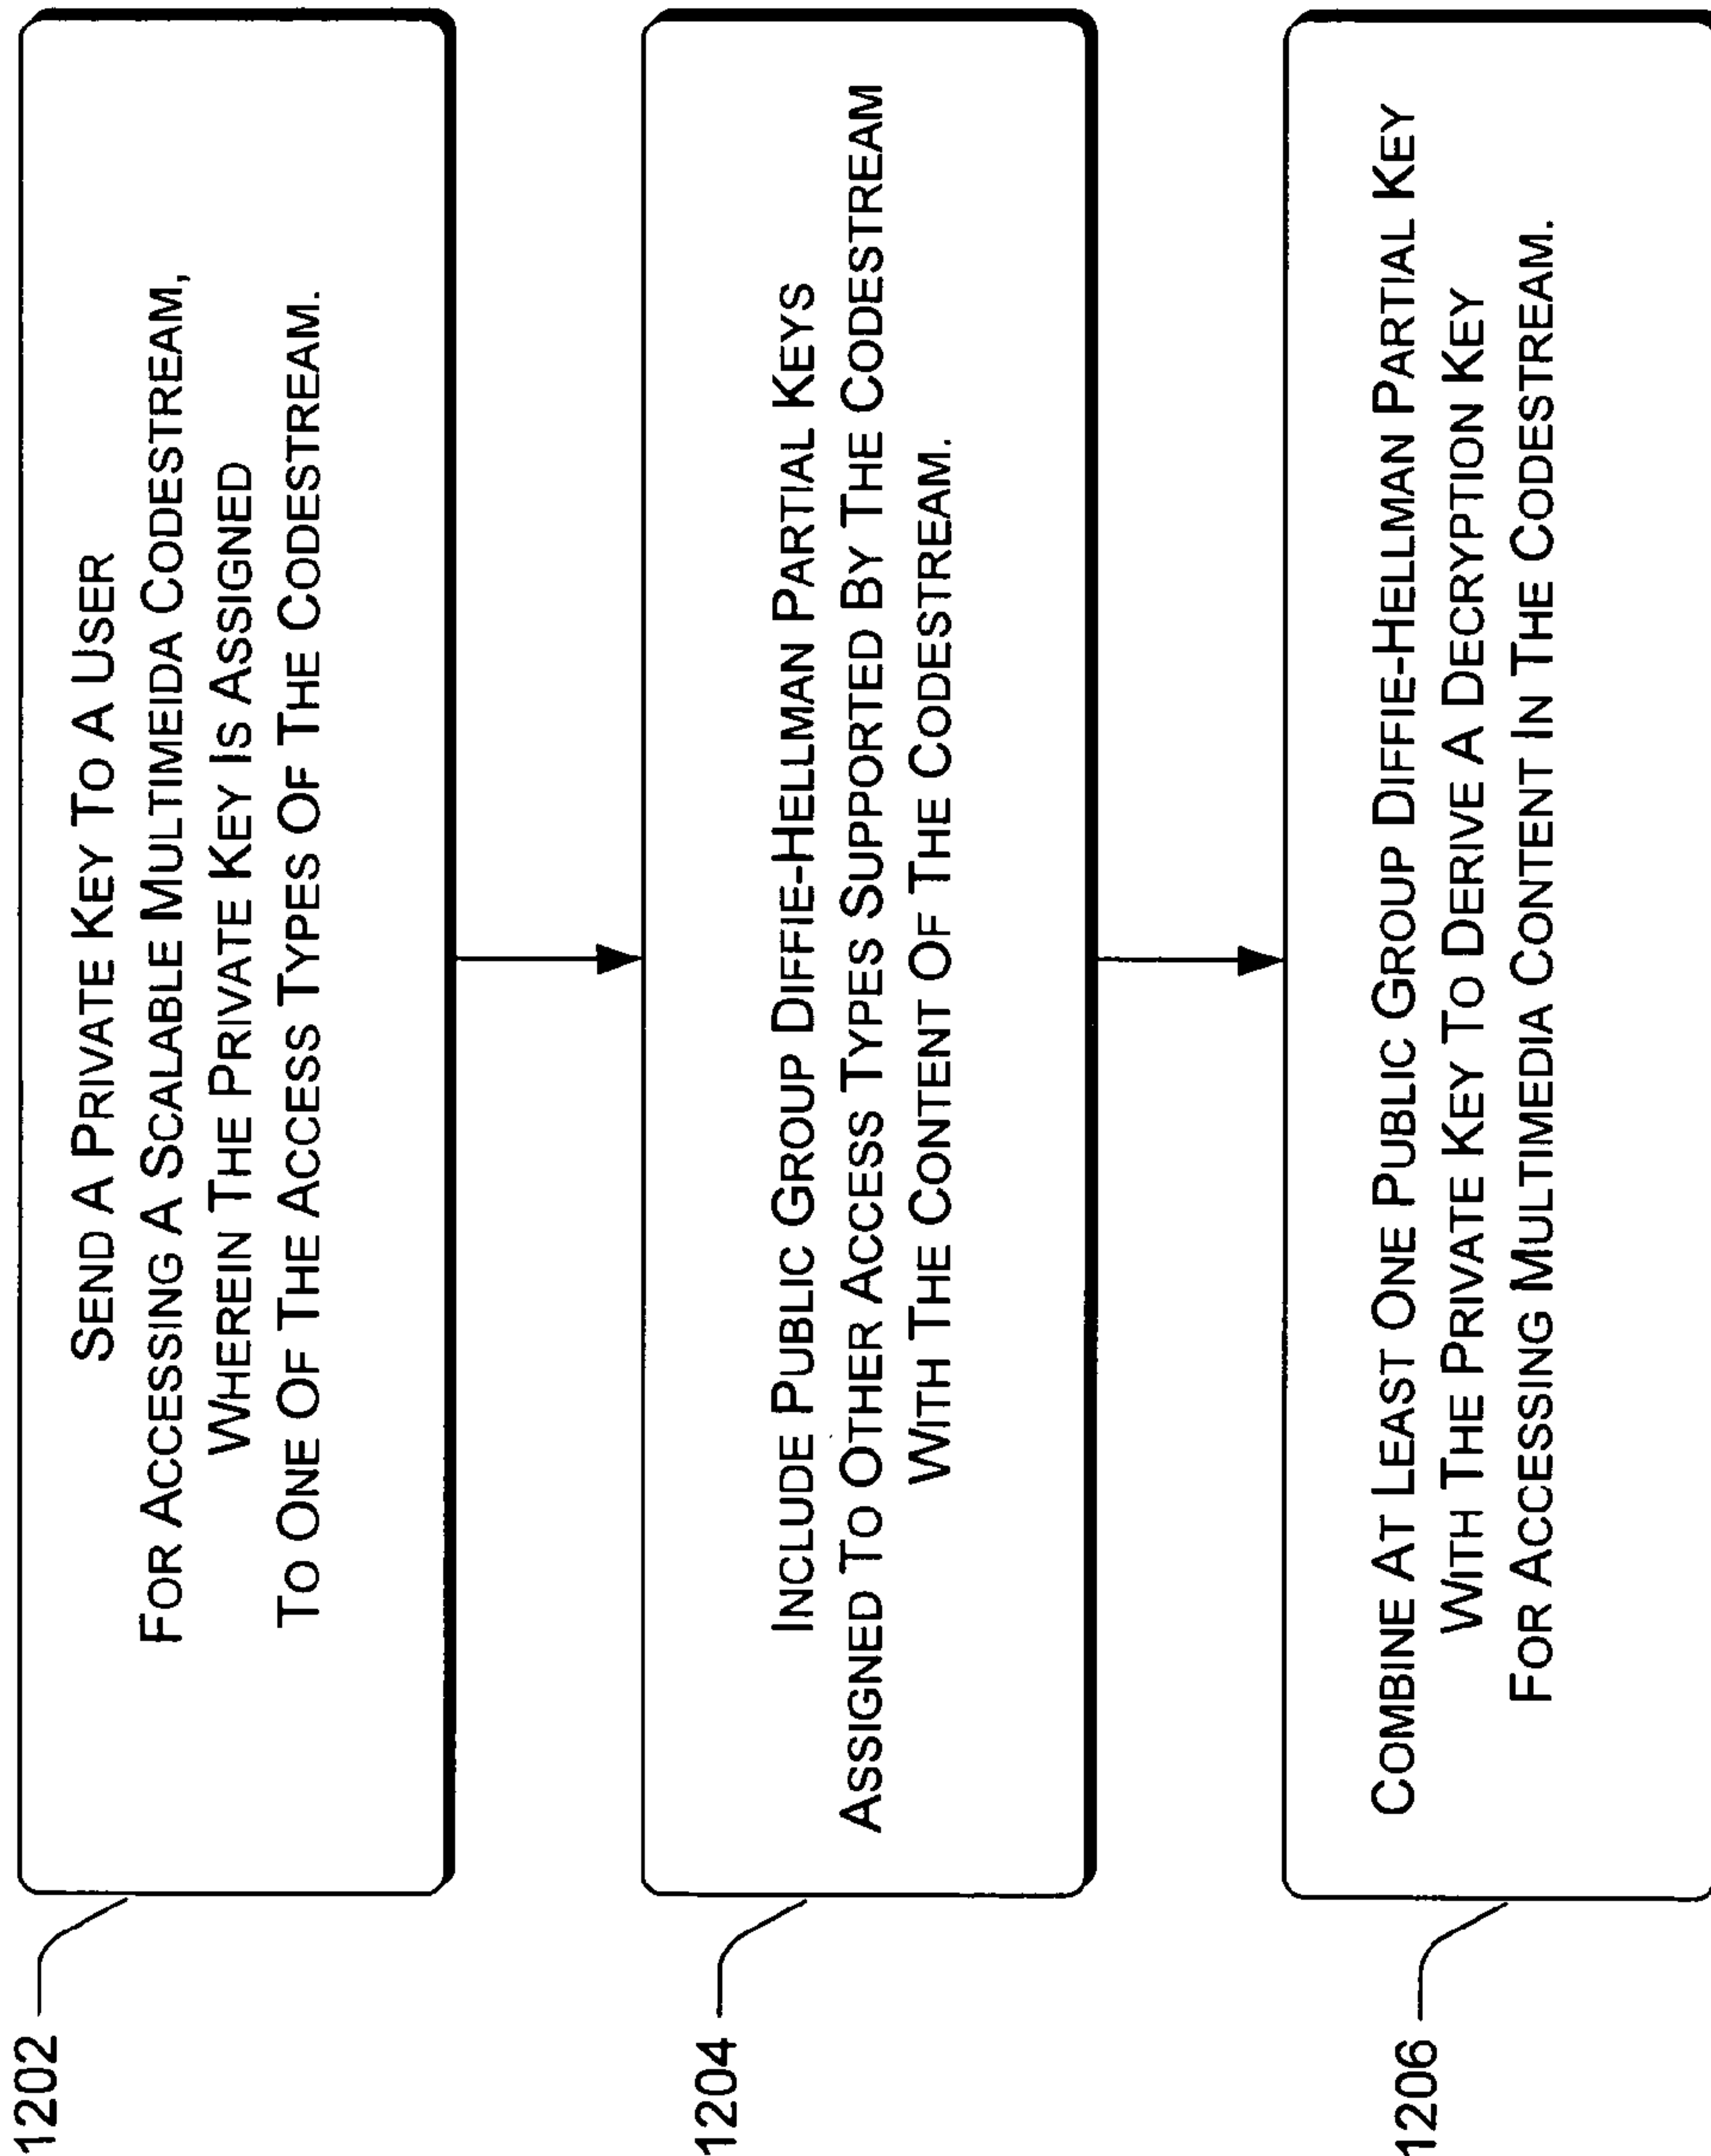 1202
SEND A PRIVATE KEY TO A USER
FOR ACCESSING A SCALABLE MULTIMEIDA CODESTREAM,
WHEREIN THE PRIVATE KEY IS ASSIGNED
TO ONE OF THE ACCESS TYPES OF THE CODESTREAM.
1204
INCLUDE PUBLIC GROUP DIFFIE-HELLMAN PARTIAL KEYS
ASSIGNED TO OTHER ACCESS TYPES SUPPORTED BY THE CODESTREAM
WITH THE CONTENT OF THE CODESTREAM.
1206
COMBINE AT LEAST ONE PUBLIC GROUP DIFFIE-HELLMAN PARTIAL KEY
WITH THE PRIVATE KEY TO DERIVE A DECRYPTION KEY
FOR ACCESSING MULTIMEDIA CONTENT IN THE CODESTREAM.